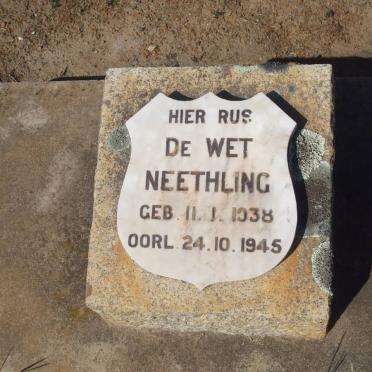 HIER RUS
DE WET
NEETHLING
GEB. 11. 1. 1938
OORL. 24.10.1945